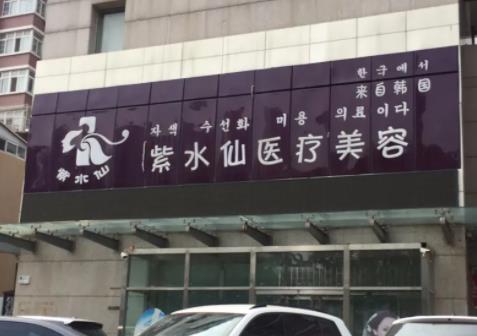 한국에서
来自韩国
자색 수선화 미용 의료이다
紫水仙医疗美容
紫水仙